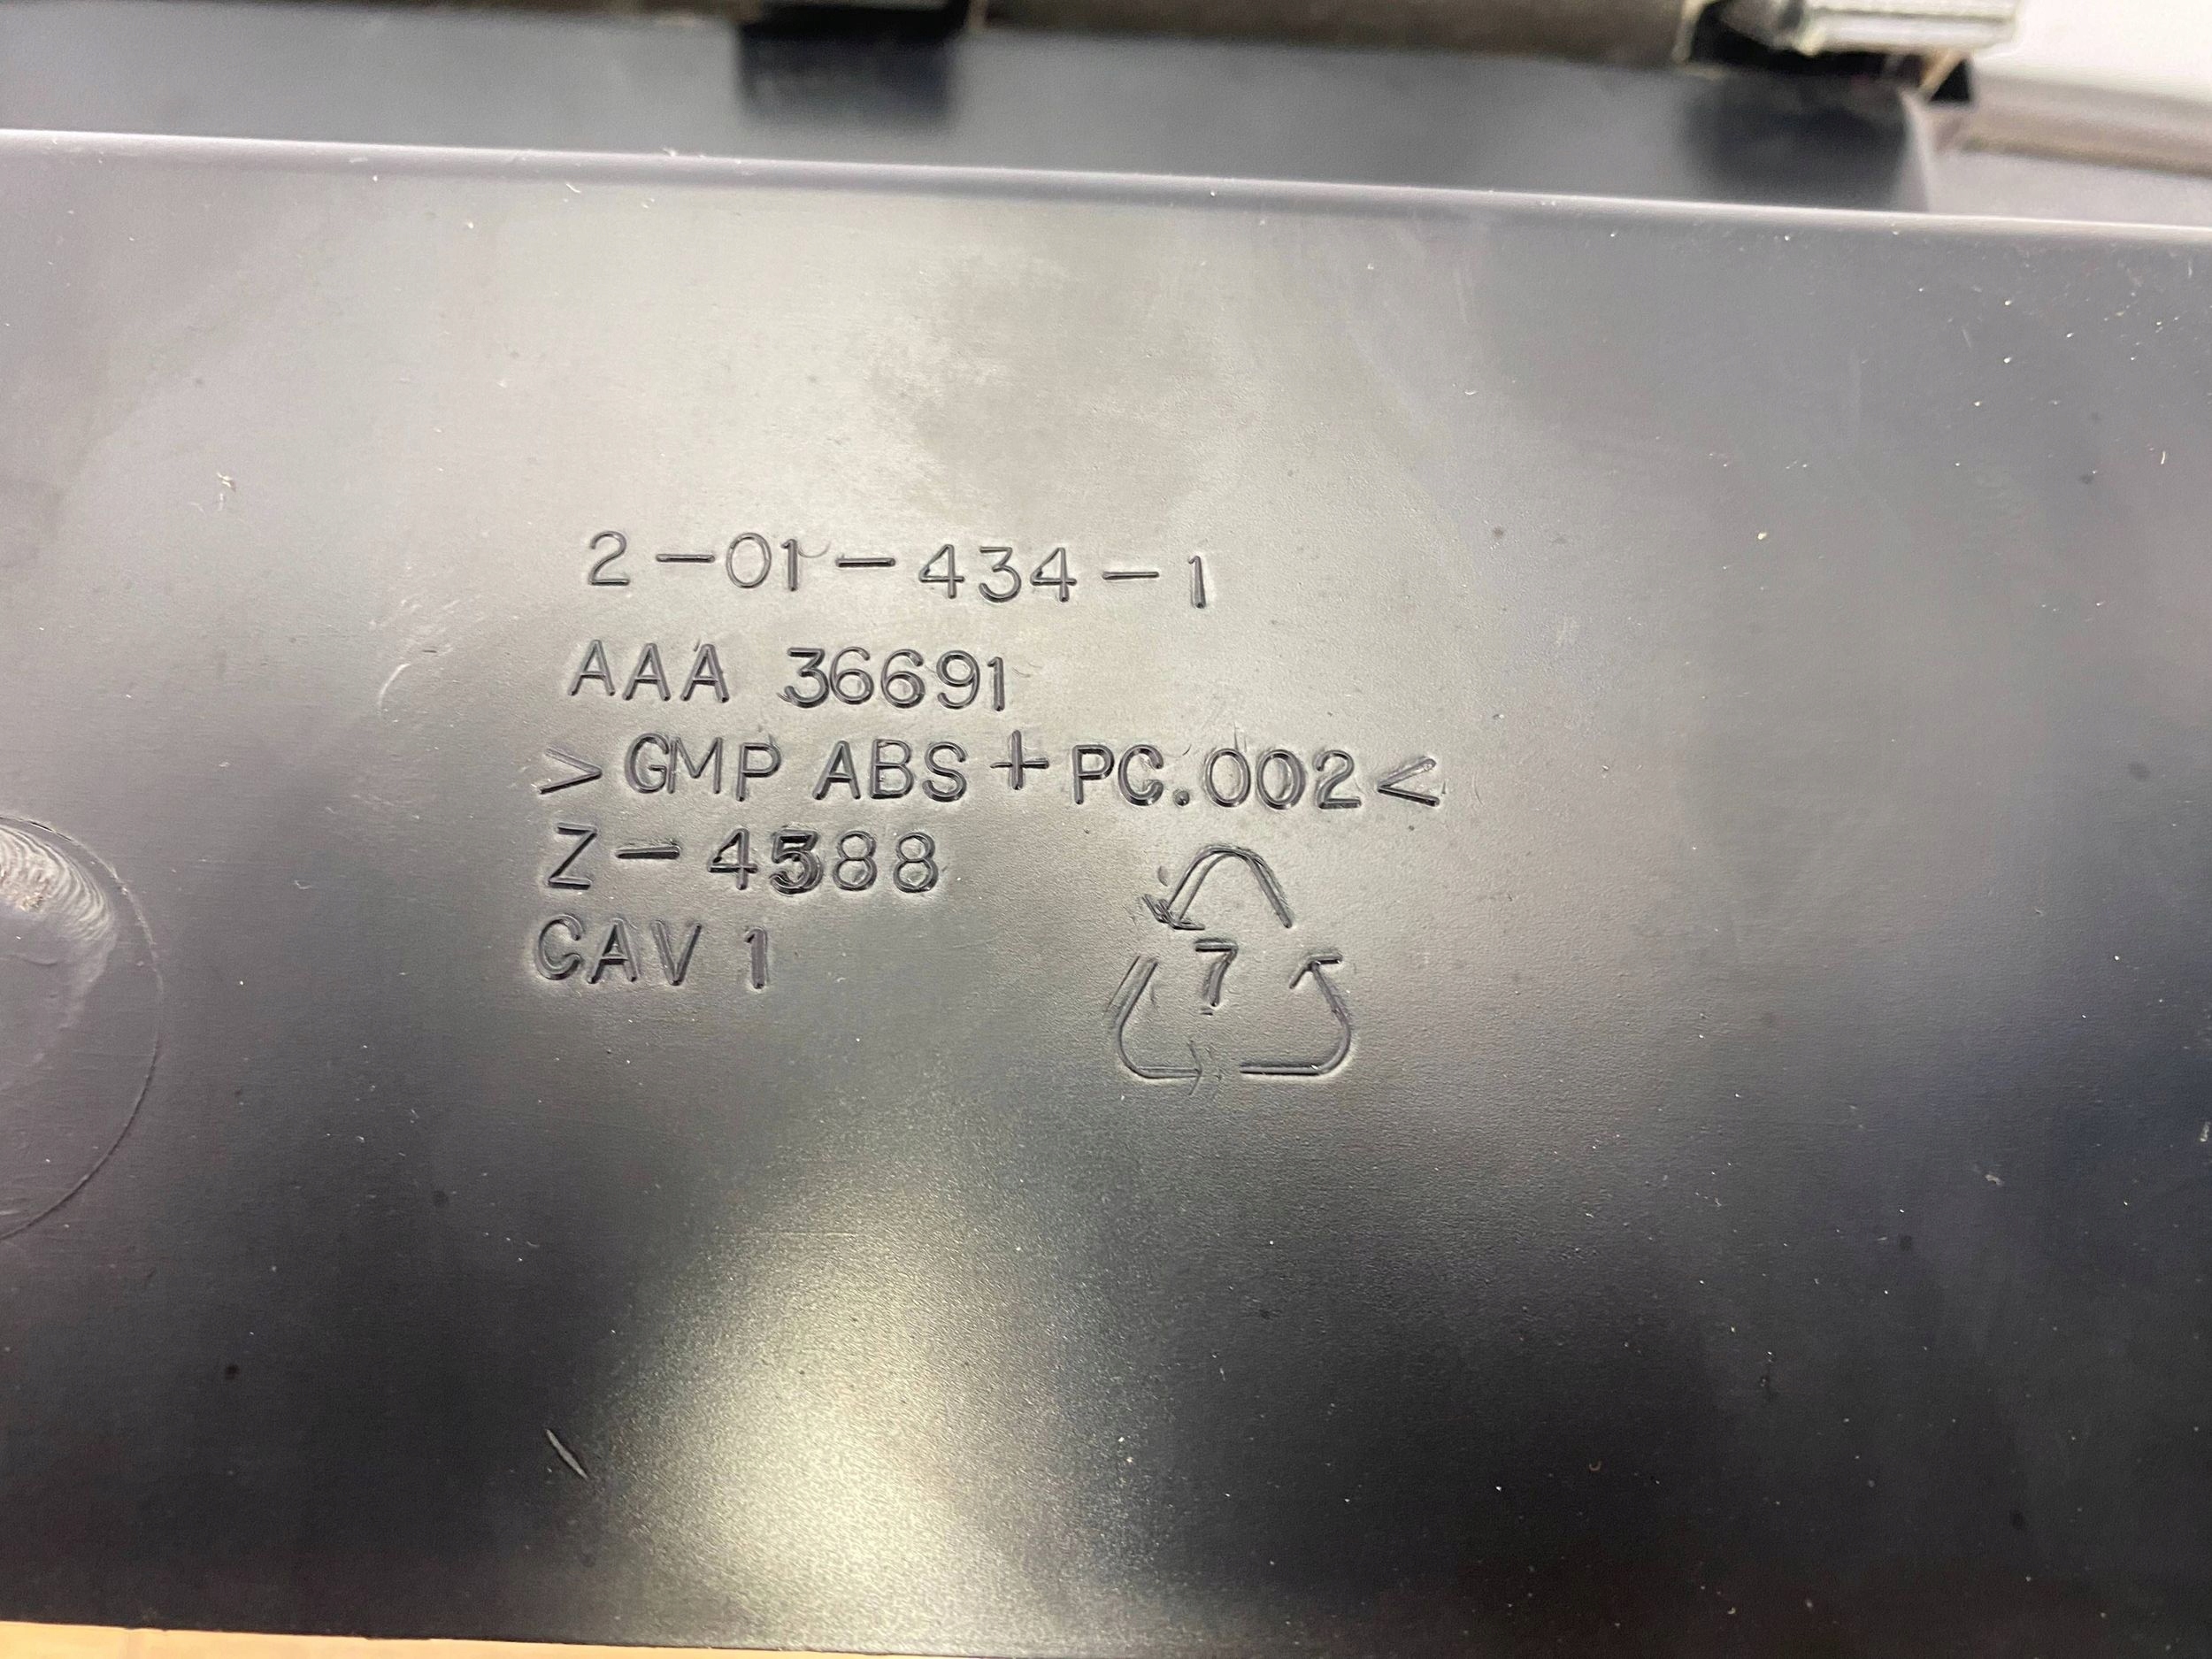 2-01-434-1
AAA 36691
>GMP ABS+PC.002<
Z-4588
CAV 1
7